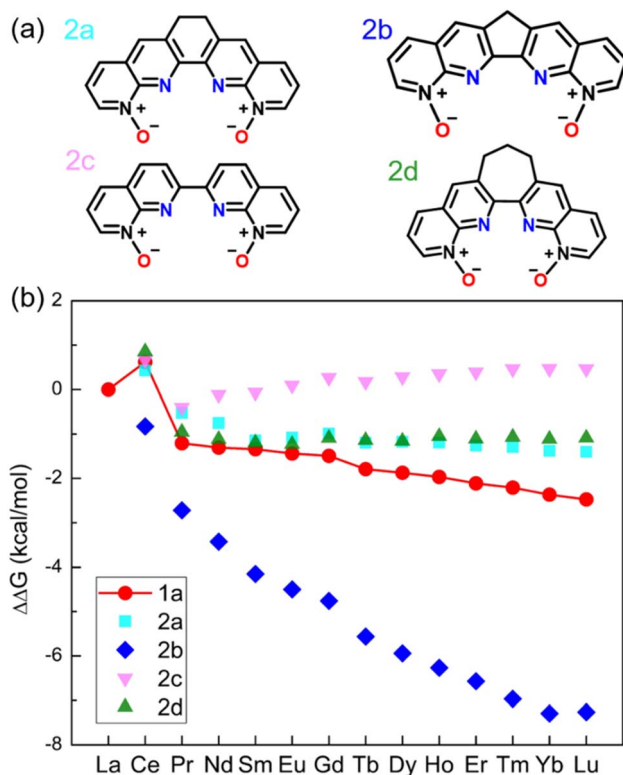 (a) 2a 2b
N N N N
N+ N+ N+ N+
O− O− O− O−
2c 2d
N N N N
N+ N+ N+ N+
O− O− O− O−
(b)
2
0
-2
-4
-6
-8
ΔΔG (kcal/mol)
1a
2a
2b
2c
2d
La Ce Pr Nd Sm Eu Gd Tb Dy Ho Er Tm Yb Lu